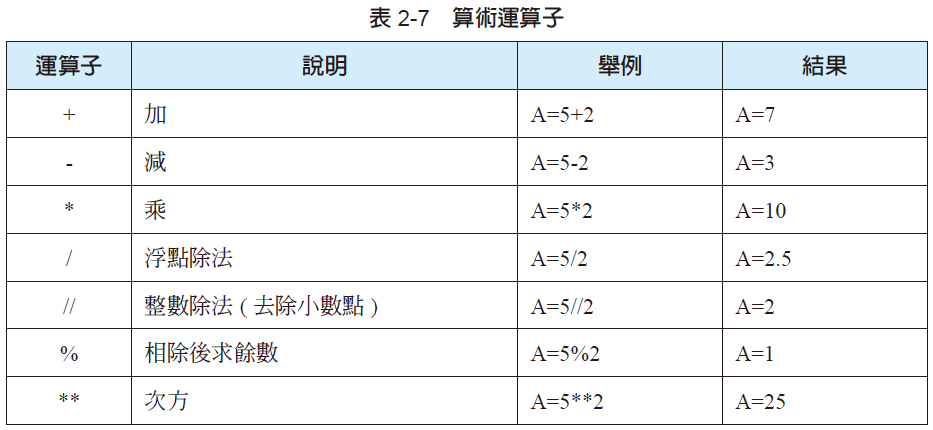 表 2-7　算術運算子
運算子 說明 舉例 結果
+ 加 A=5+2 A=7
- 減 A=5-2 A=3
* 乘 A=5*2 A=10
/ 浮點除法 A=5/2 A=2.5
// 整數除法 ( 去除小數點 ) A=5//2 A=2
% 相除後求餘數 A=5%2 A=1
** 次方 A=5**2 A=25